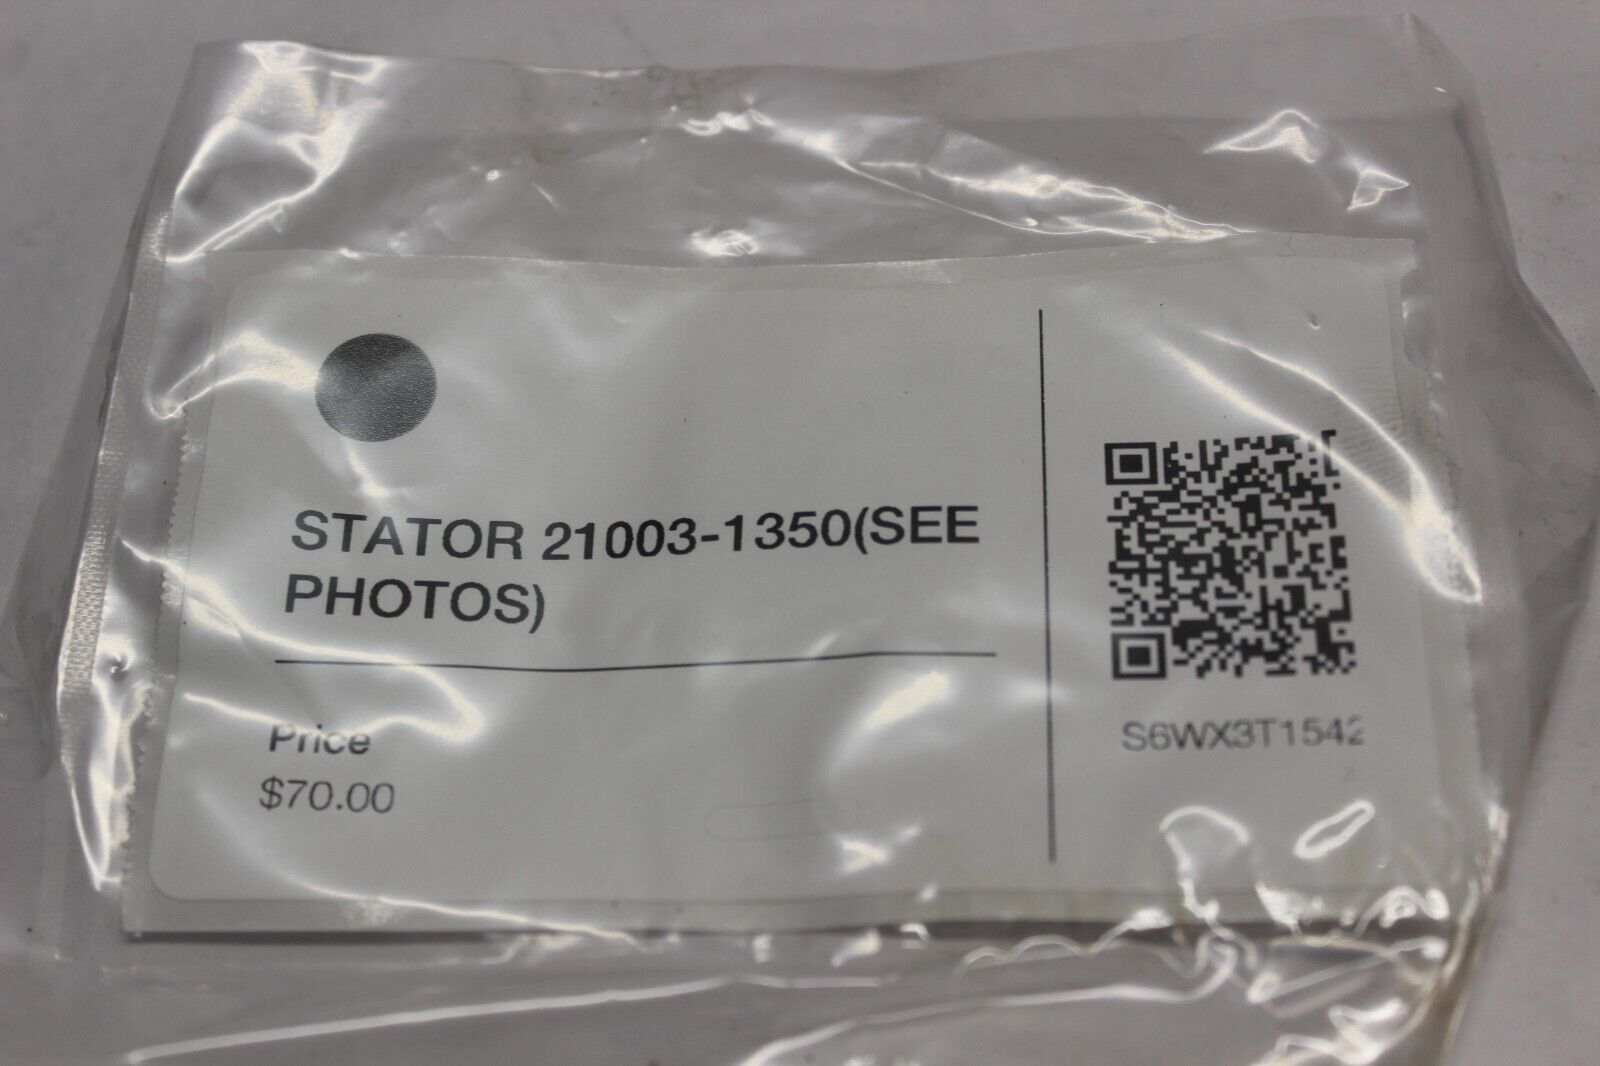 STATOR 21003-1350(SEE
PHOTOS)
Price
$70.00
S6WX3T1542